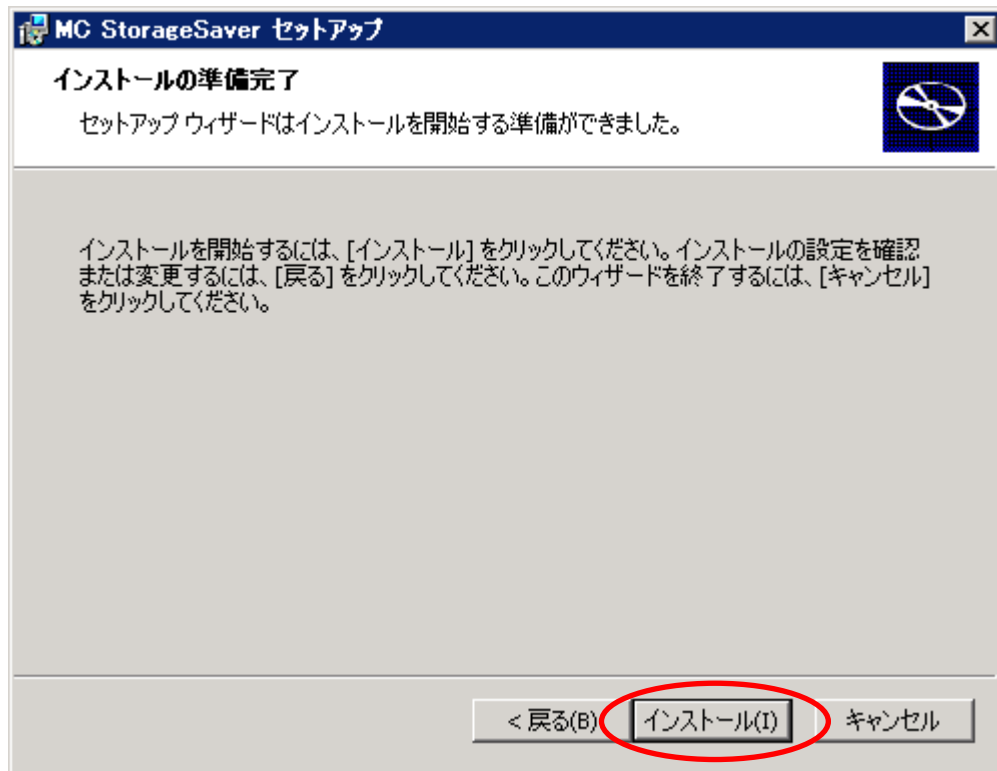 MC StorageSaver セットアップ
インストールの準備完了
セットアップ ウィザードはインストールを開始する準備ができました。
インストールを開始するには、[インストール] をクリックしてください。インストールの設定を確認
または変更するには、[戻る] をクリックしてください。このウィザードを終了するには、[キャンセル]
をクリックしてください。
< 戻る(B) インストール(I) キャンセル